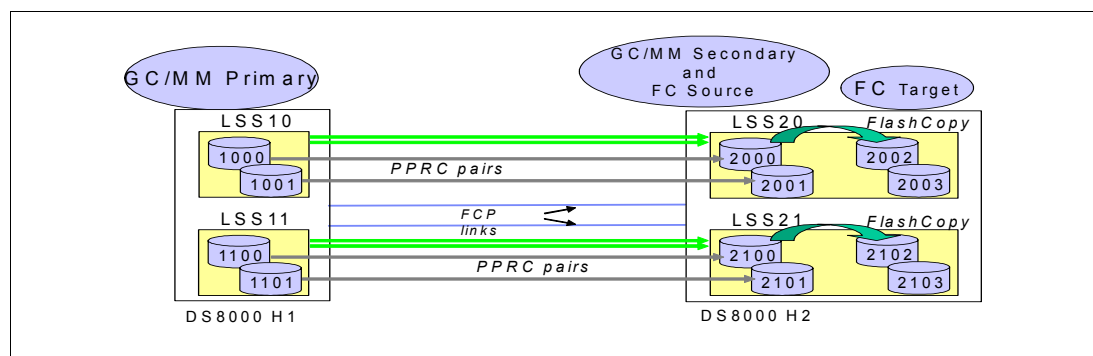 GC/MM Primary
GC/MM Secondary
and
FC Source
FC Target
LSS10
1000
1001
PPRC pairs
LSS20
FlashCopy
2000
2001
2002
2003
FCP
links
LSS11
1100
1101
PPRC pairs
LSS21
FlashCopy
2100
2101
2102
2103
DS8000 H1
DS8000 H2